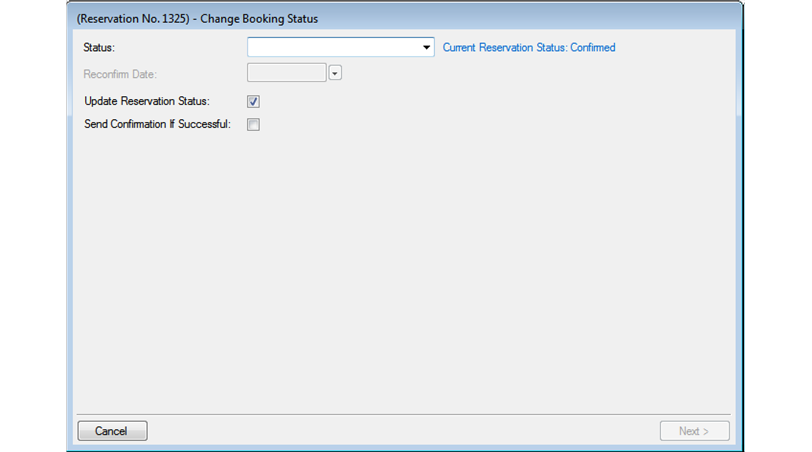 (Reservation No. 1325) - Change Booking Status
Status: Current Reservation Status: Confirmed
Reconfirm Date:
Update Reservation Status:
Send Confirmation If Successful:
Cancel Next >